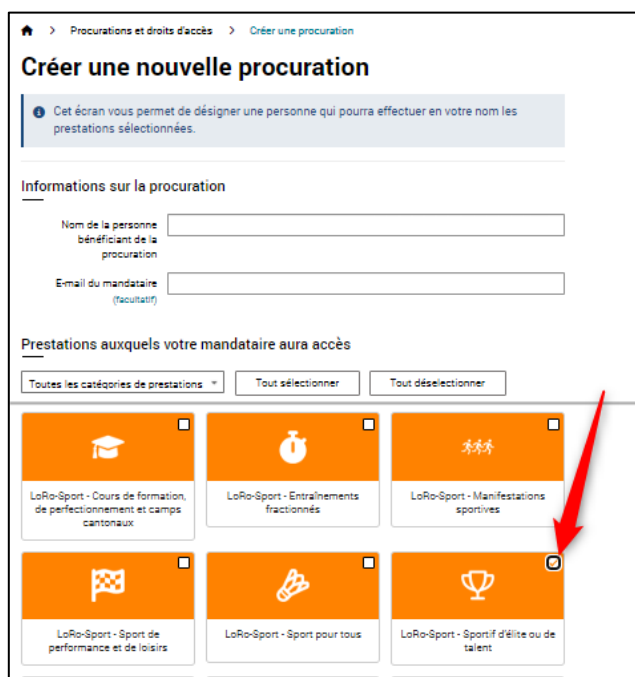 > Procurations et droits d'accès > Créer une procuration
Créer une nouvelle procuration
Cet écran vous permet de désigner une personne qui pourra effectuer en votre nom les
prestations sélectionnées.
Informations sur la procuration
Nom de la personne
bénéficiant de la
procuration
E-mail du mandataire
(facultatif)
Prestations auxquels votre mandataire aura accès
Toutes les catégories de prestations
Tout sélectionner
Tout déselectionner
LoRo-Sport - Cours de formation,
de perfectionnement et camps
cantonaux
LoRo-Sport - Entraînements
fractionnés
LoRo-Sport - Manifestations
sportives
LoRo-Sport - Sport de
performance et de loisirs
LoRo-Sport - Sport pour tous
LoRo-Sport - Sportif d'élite ou de
talent